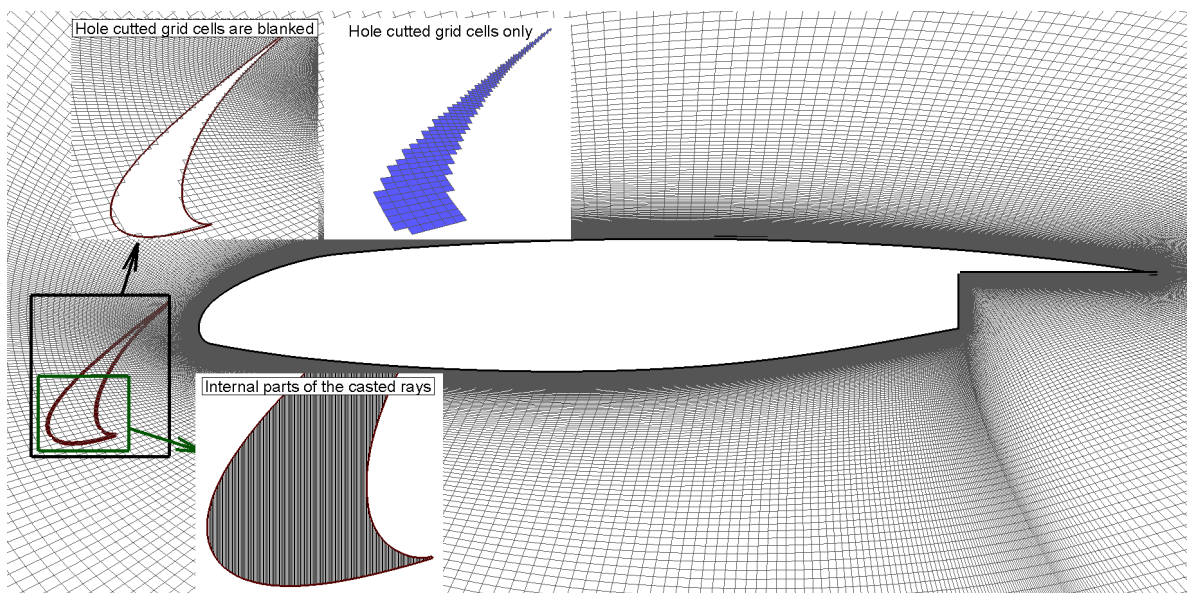 Hole cutted grid cells are blanked
Hole cutted grid cells only
Internal parts of the casted rays